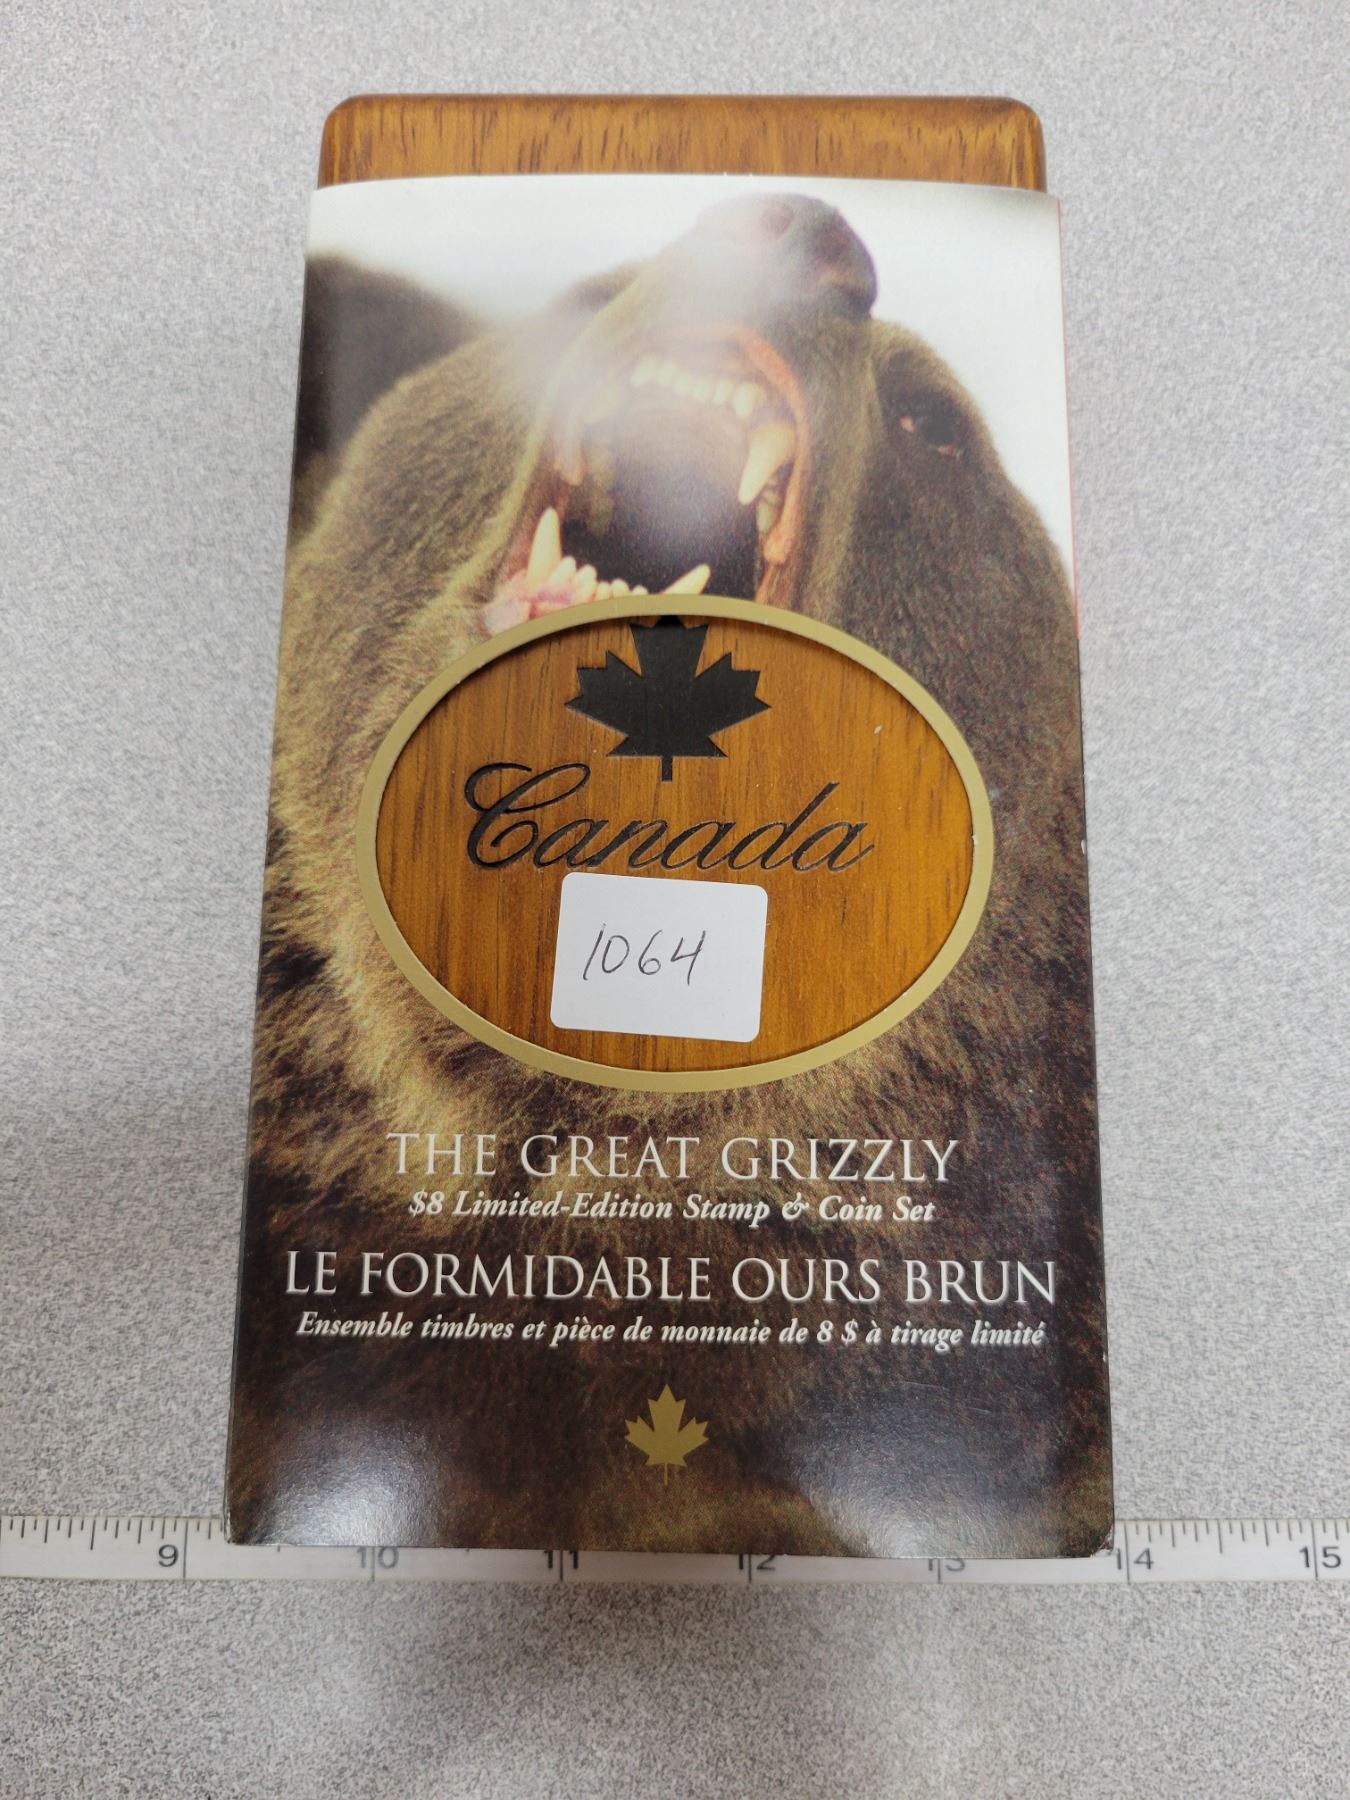 Canada
1064
THE GREAT GRIZZLY
$8 Limited-Edition Stamp & Coin Set
LE FORMIDABLE OURS BRUN
Ensemble timbres et pièce de monnaie de 8 $ à tirage limité
9 10 11 12 13 14 15